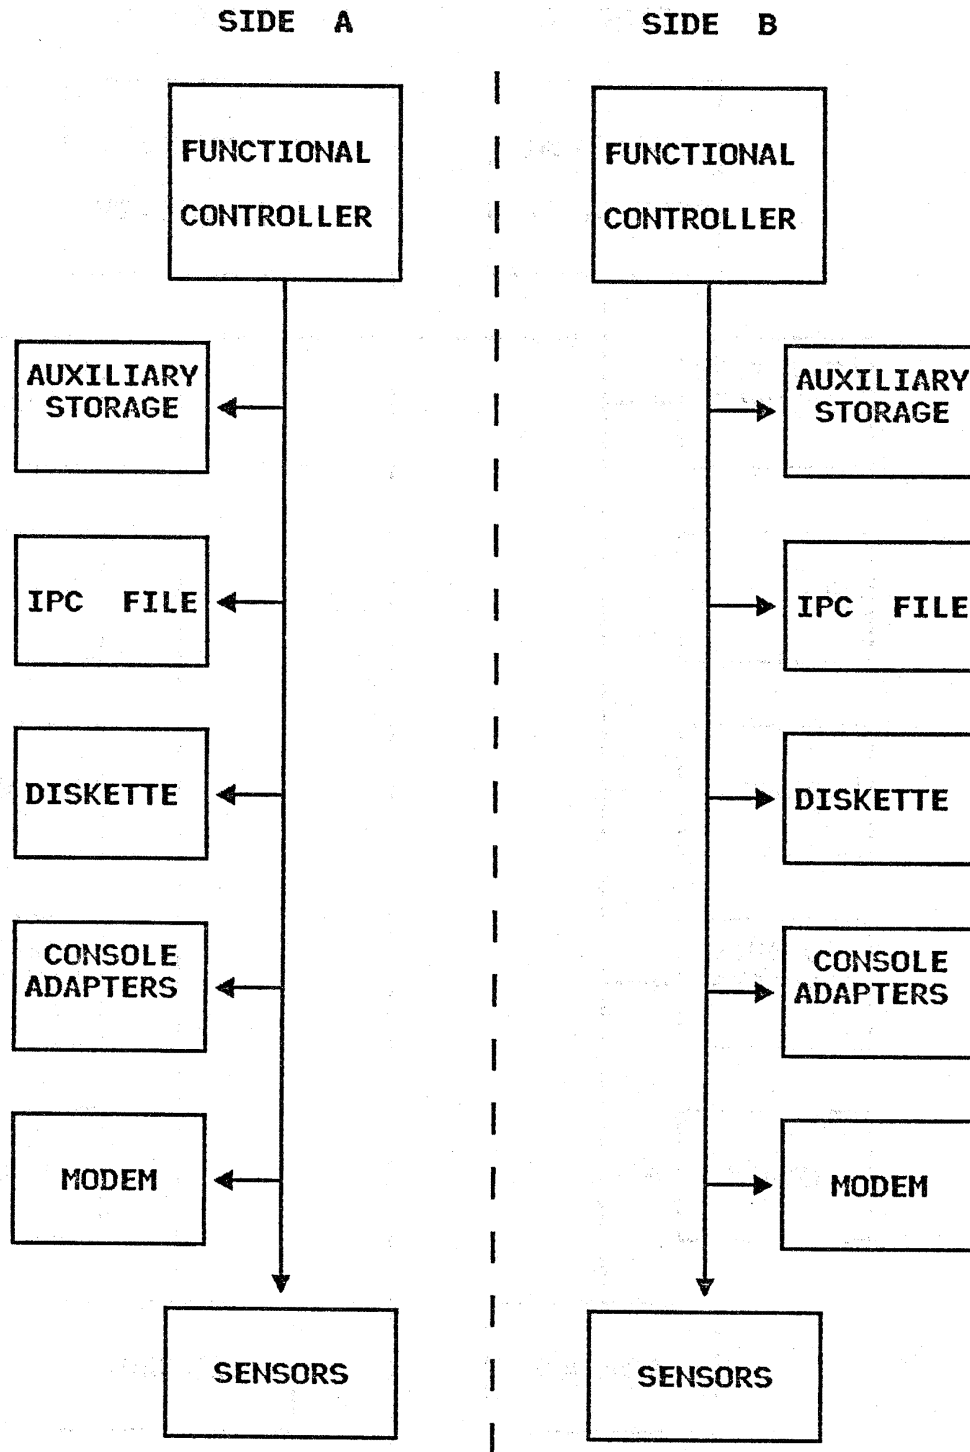 SIDE A
FUNCTIONAL
CONTROLLER
AUXILIARY
STORAGE
IPC FILE
DISKETTE
CONSOLE
ADAPTERS
MODEM
SENSORS
SIDE B
FUNCTIONAL
CONTROLLER
AUXILIARY
STORAGE
IPC FILE
DISKETTE
CONSOLE
ADAPTERS
MODEM
SENSORS